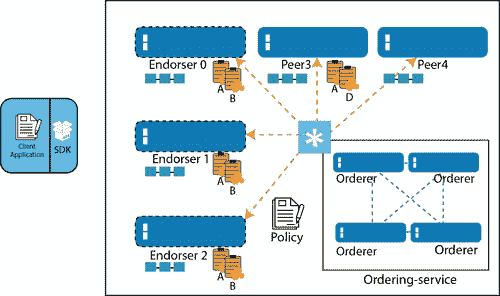 Endorser 0
Peer3
Peer4
A
B
A
D
Client
Application
SDK
Endorser 1
A
B
Orderer
Orderer
Policy
Endorser 2
A
B
Orderer
Orderer
Ordering-service